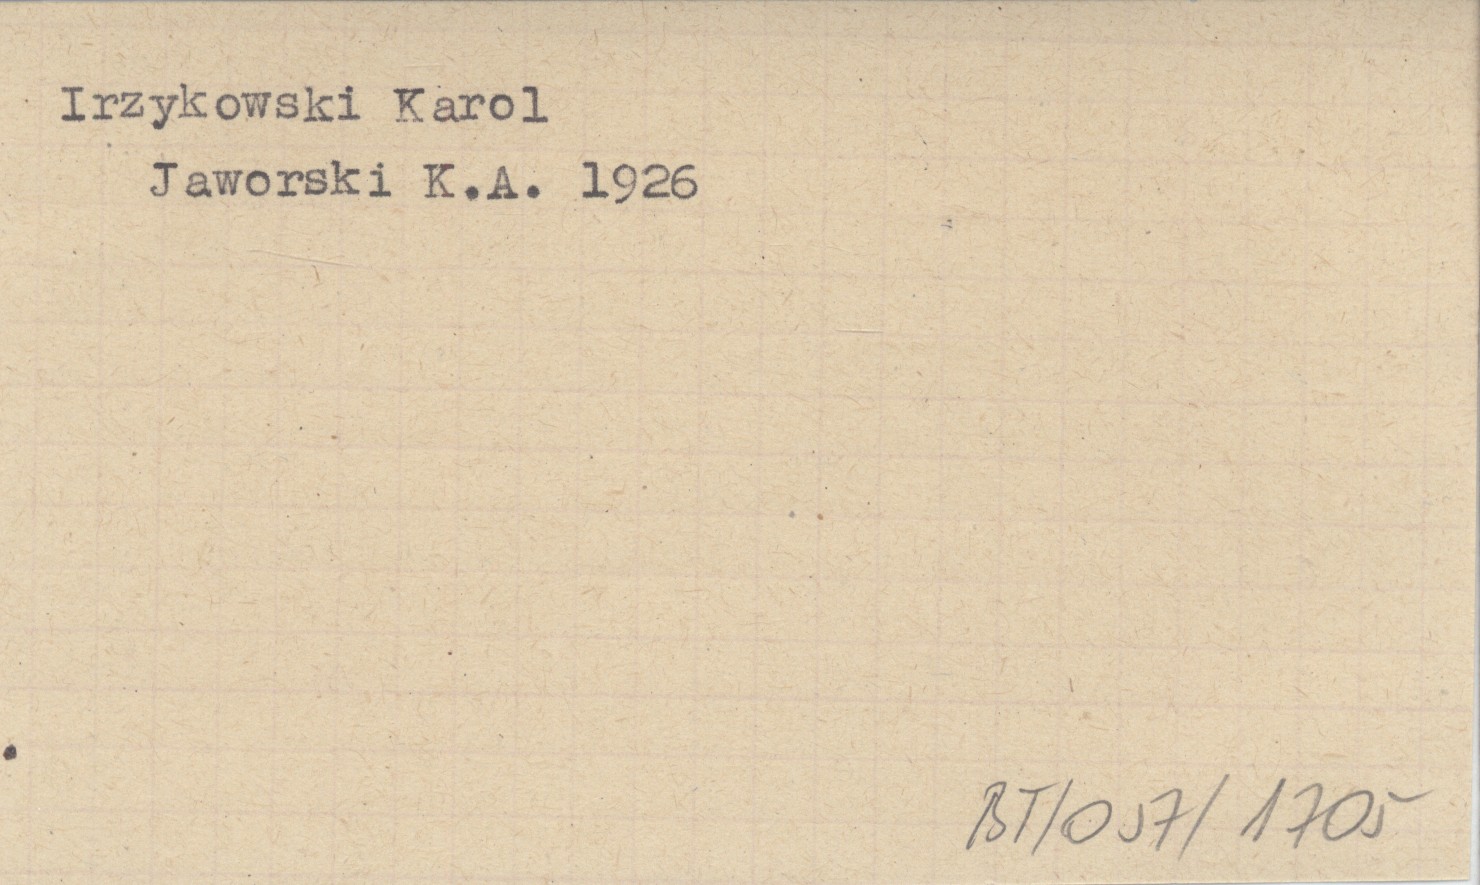 Irzykowski Karol
Jaworski K.A. 1926
BT/057/1705